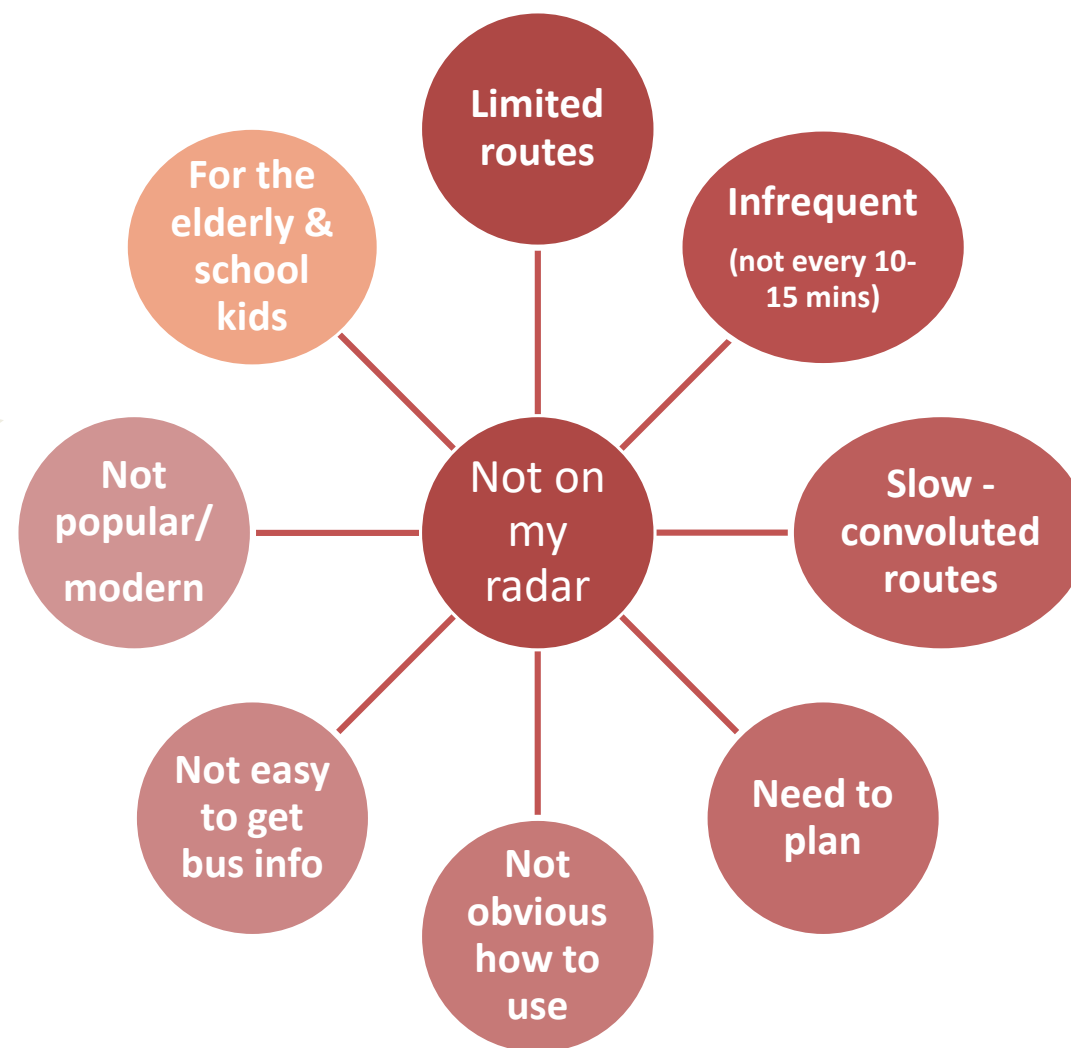 Limited
routes
Infrequent
(not every 10-
15 mins)
Slow -
convoluted
routes
Need to
plan
Not
obvious
how to
use
Not easy
to get
bus info
Not
popular/
modern
For the
elderly &
school
kids
Not on
my
radar